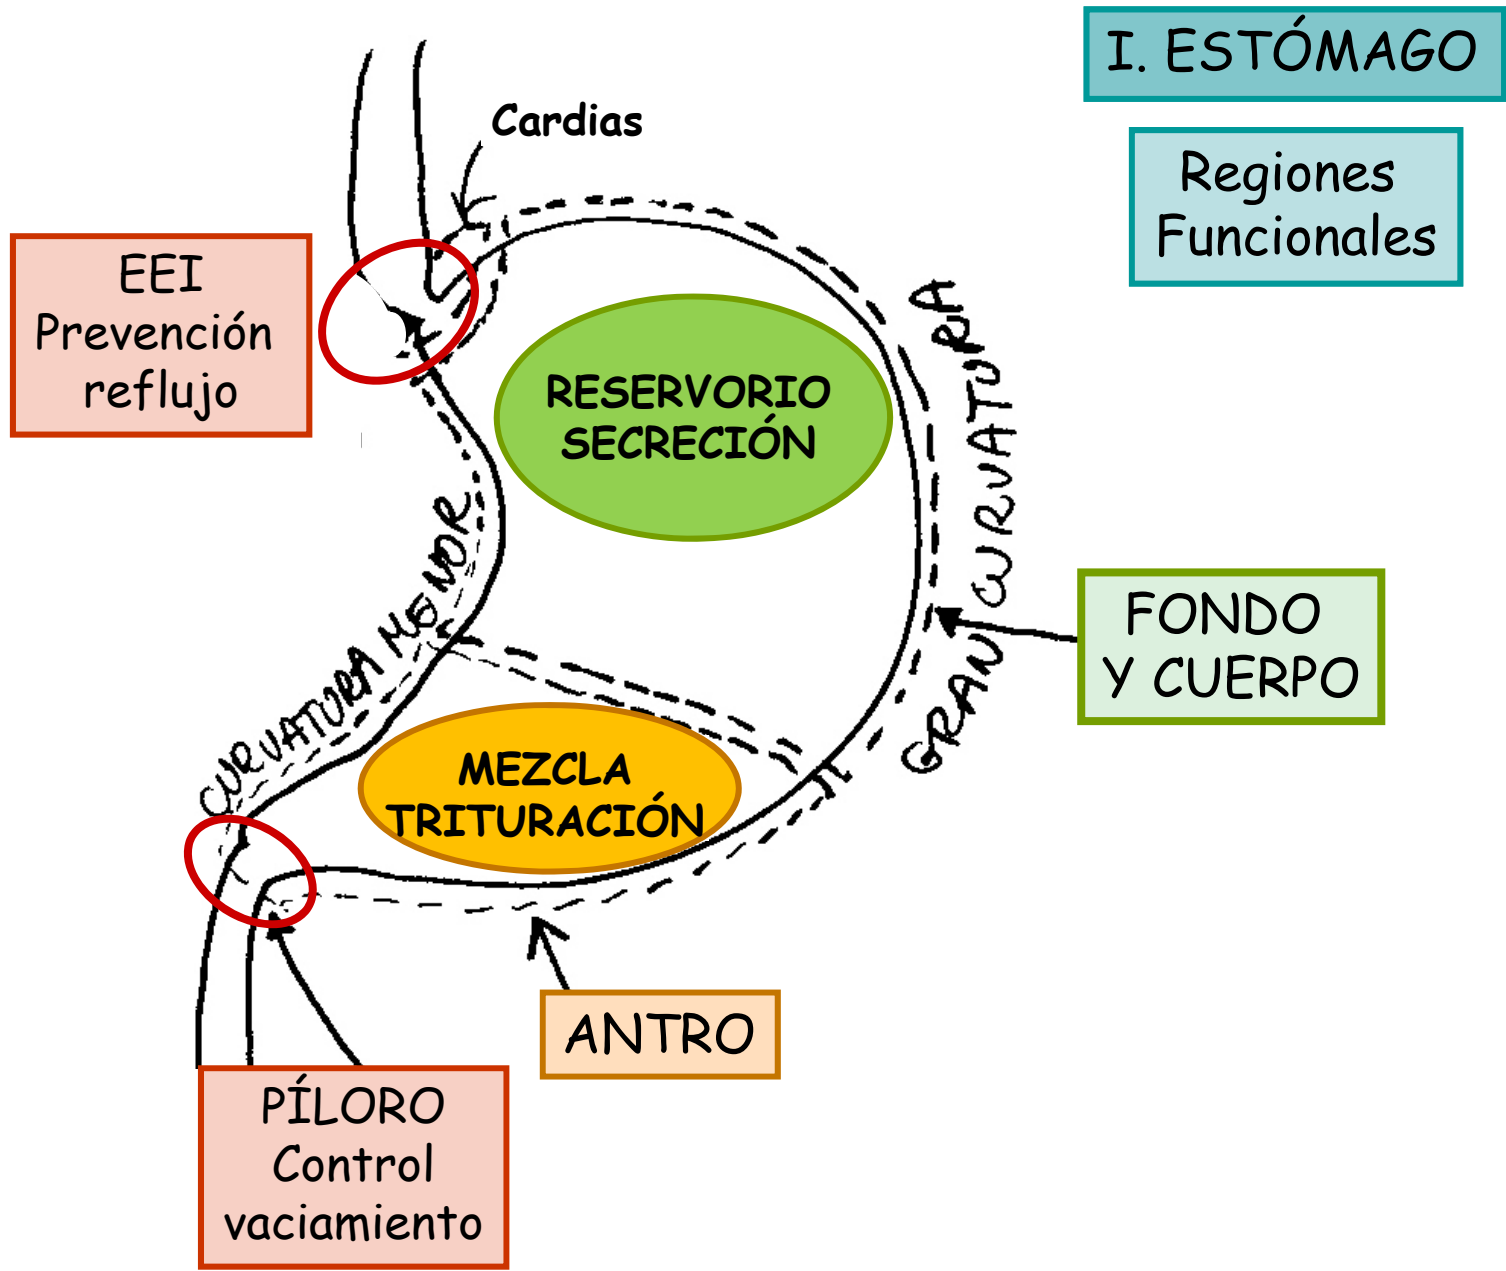 I. ESTÓMAGO
Regiones
Funcionales
Cardias
EEI
Prevención
reflujo
RESERVORIO
SECRECIÓN
GRAN CURVATURA
CURVATURA MENOR
FONDO
Y CUERPO
MEZCLA
TRITURACIÓN
ANTRO
PÍLORO
Control
vaciamiento